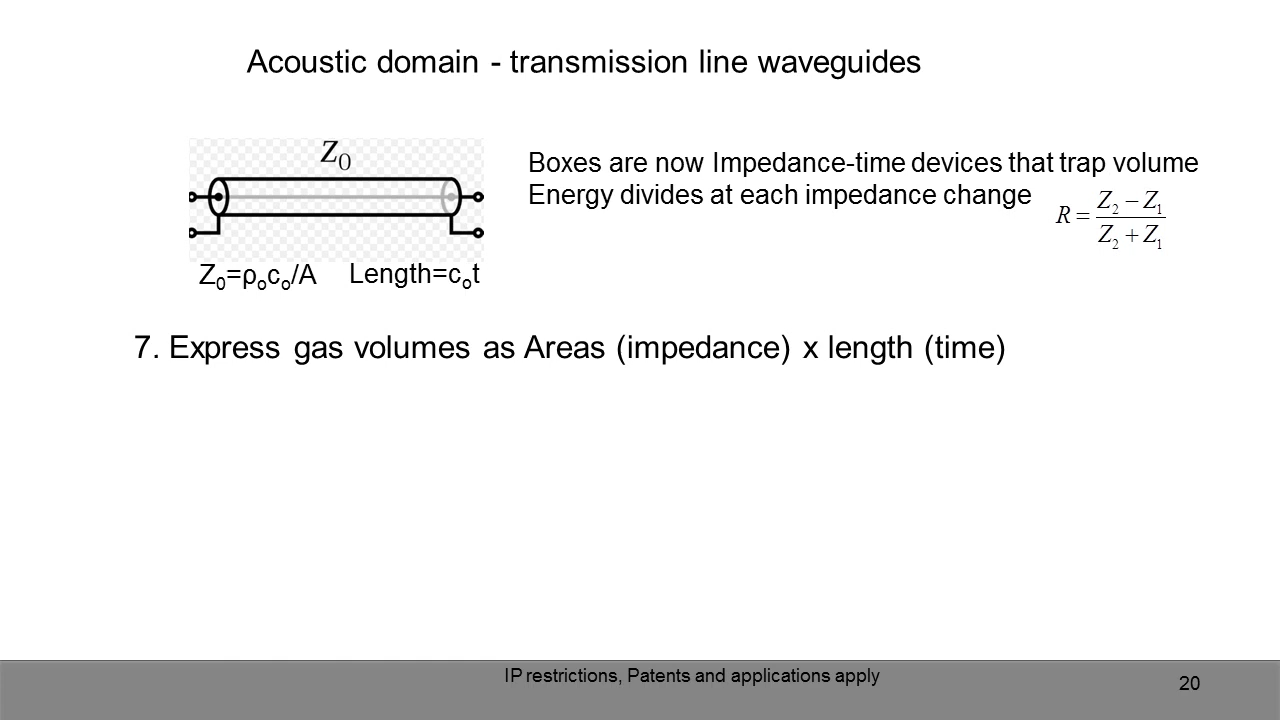 Acoustic domain - transmission line waveguides
Z₀
Z₀=ρₒcₒ/A Length=cₒt
Boxes are now Impedance-time devices that trap volume
Energy divides at each impedance change
R = (Z₂ − Z₁)/(Z₂ + Z₁)
7. Express gas volumes as Areas (impedance) x length (time)
IP restrictions, Patents and applications apply
20